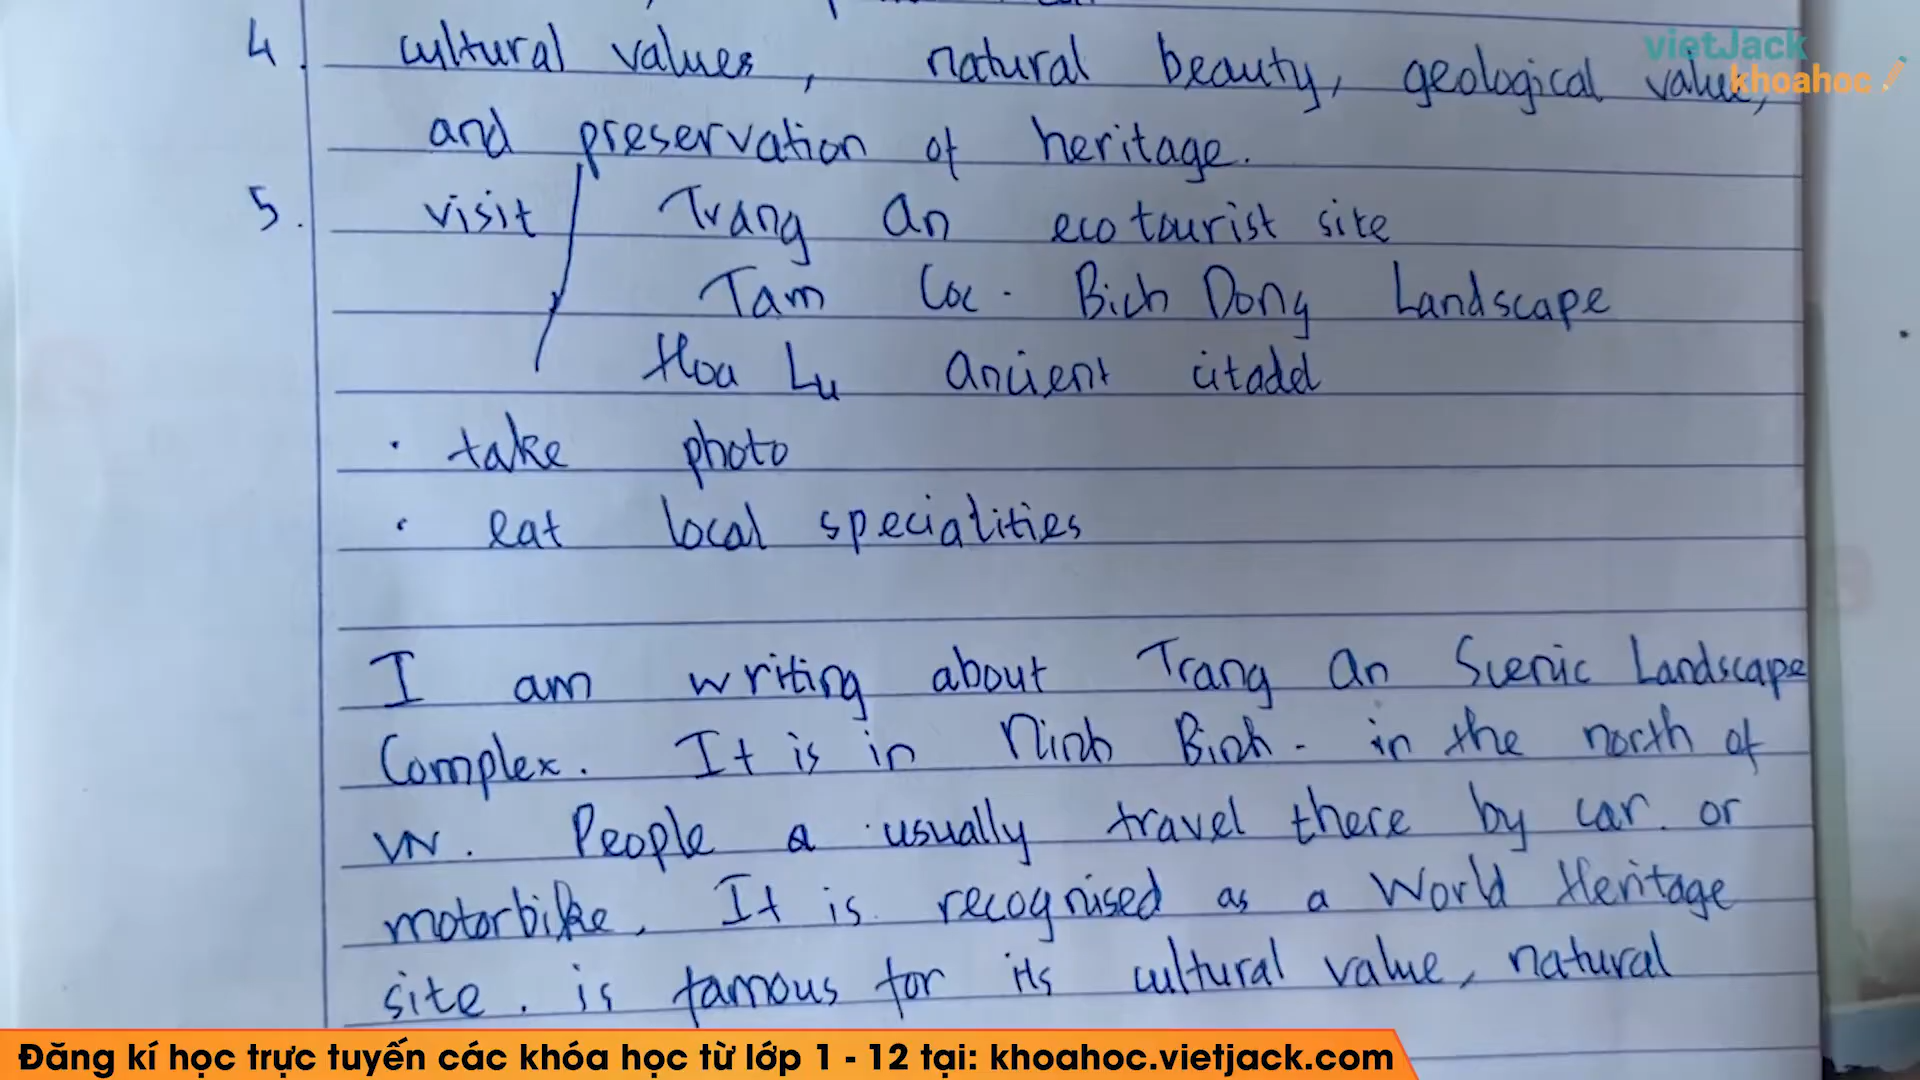 4. cultural values, natural beauty, geological value,
and preservation of heritage.
5. visit / Trang An eco tourist site
Tam Coc - Bich Dong Landscape
Hoa Lu Ancient citadel
· take photo
· eat local specialities
I am writing about Trang An Scenic Landscape
Complex. It is in Ninh Binh - in the north of
VN. People a usually travel there by car or
motorbike. It is recognised as a World Heritage
site. is famous for its cultural value, natural
vietJack
khoahoc
Đăng kí học trực tuyến các khóa học từ lớp 1 - 12 tại: khoahoc.vietjack.com